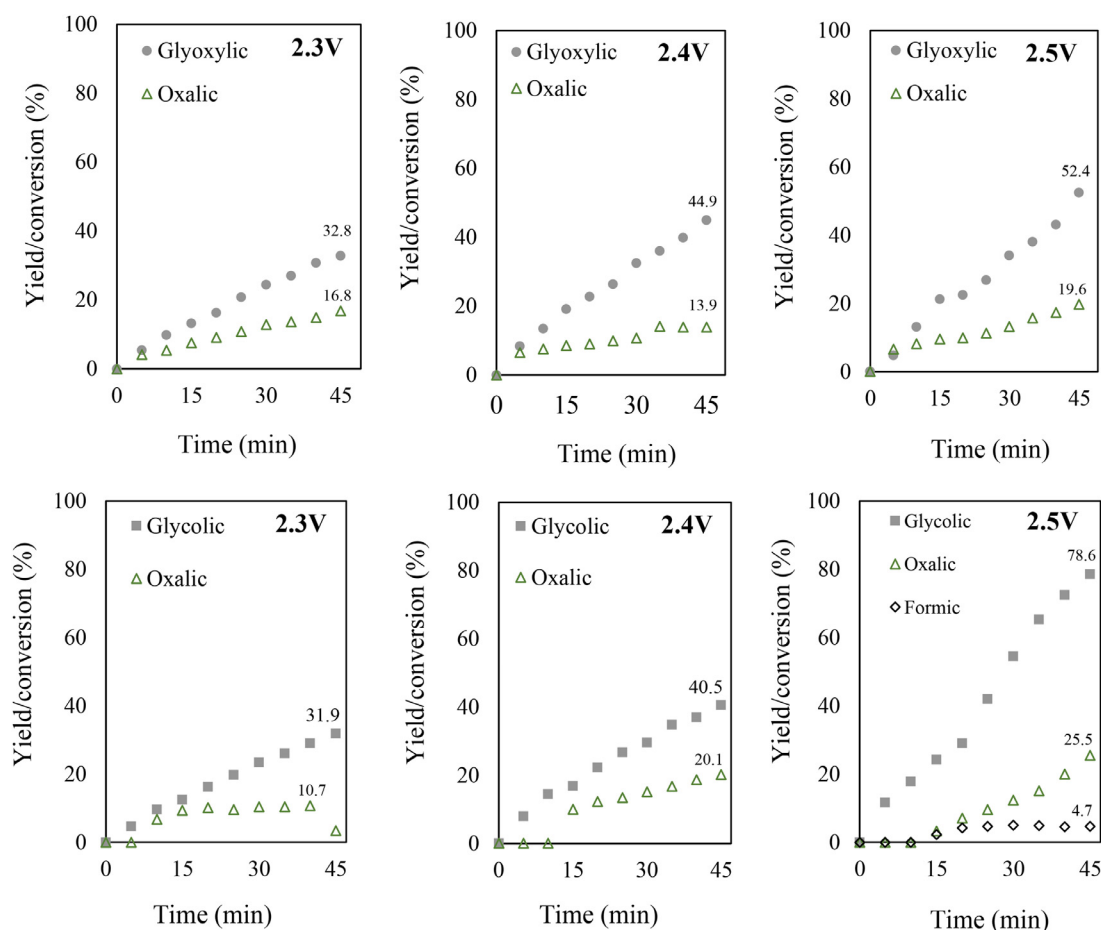 Yield/conversion (%)
100
80
60
40
20
0
Glyoxylic
2.3V
Oxalic
32.8
16.8
0
15
30
45
Time (min)
Yield/conversion (%)
100
80
60
40
20
0
Glyoxylic
2.4V
Oxalic
44.9
13.9
0
15
30
45
Time (min)
Yield/conversion (%)
100
80
60
40
20
0
Glyoxylic
2.5V
Oxalic
52.4
19.6
0
15
30
45
Time (min)
Yield/conversion (%)
100
80
60
40
20
0
Glycolic
2.3V
Oxalic
31.9
10.7
0
15
30
45
Time (min)
Yield/conversion (%)
100
80
60
40
20
0
Glycolic
2.4V
Oxalic
40.5
20.1
0
15
30
45
Time (min)
Yield/conversion (%)
100
80
60
40
20
0
Glycolic
2.5V
Oxalic
Formic
78.6
25.5
4.7
0
15
30
45
Time (min)